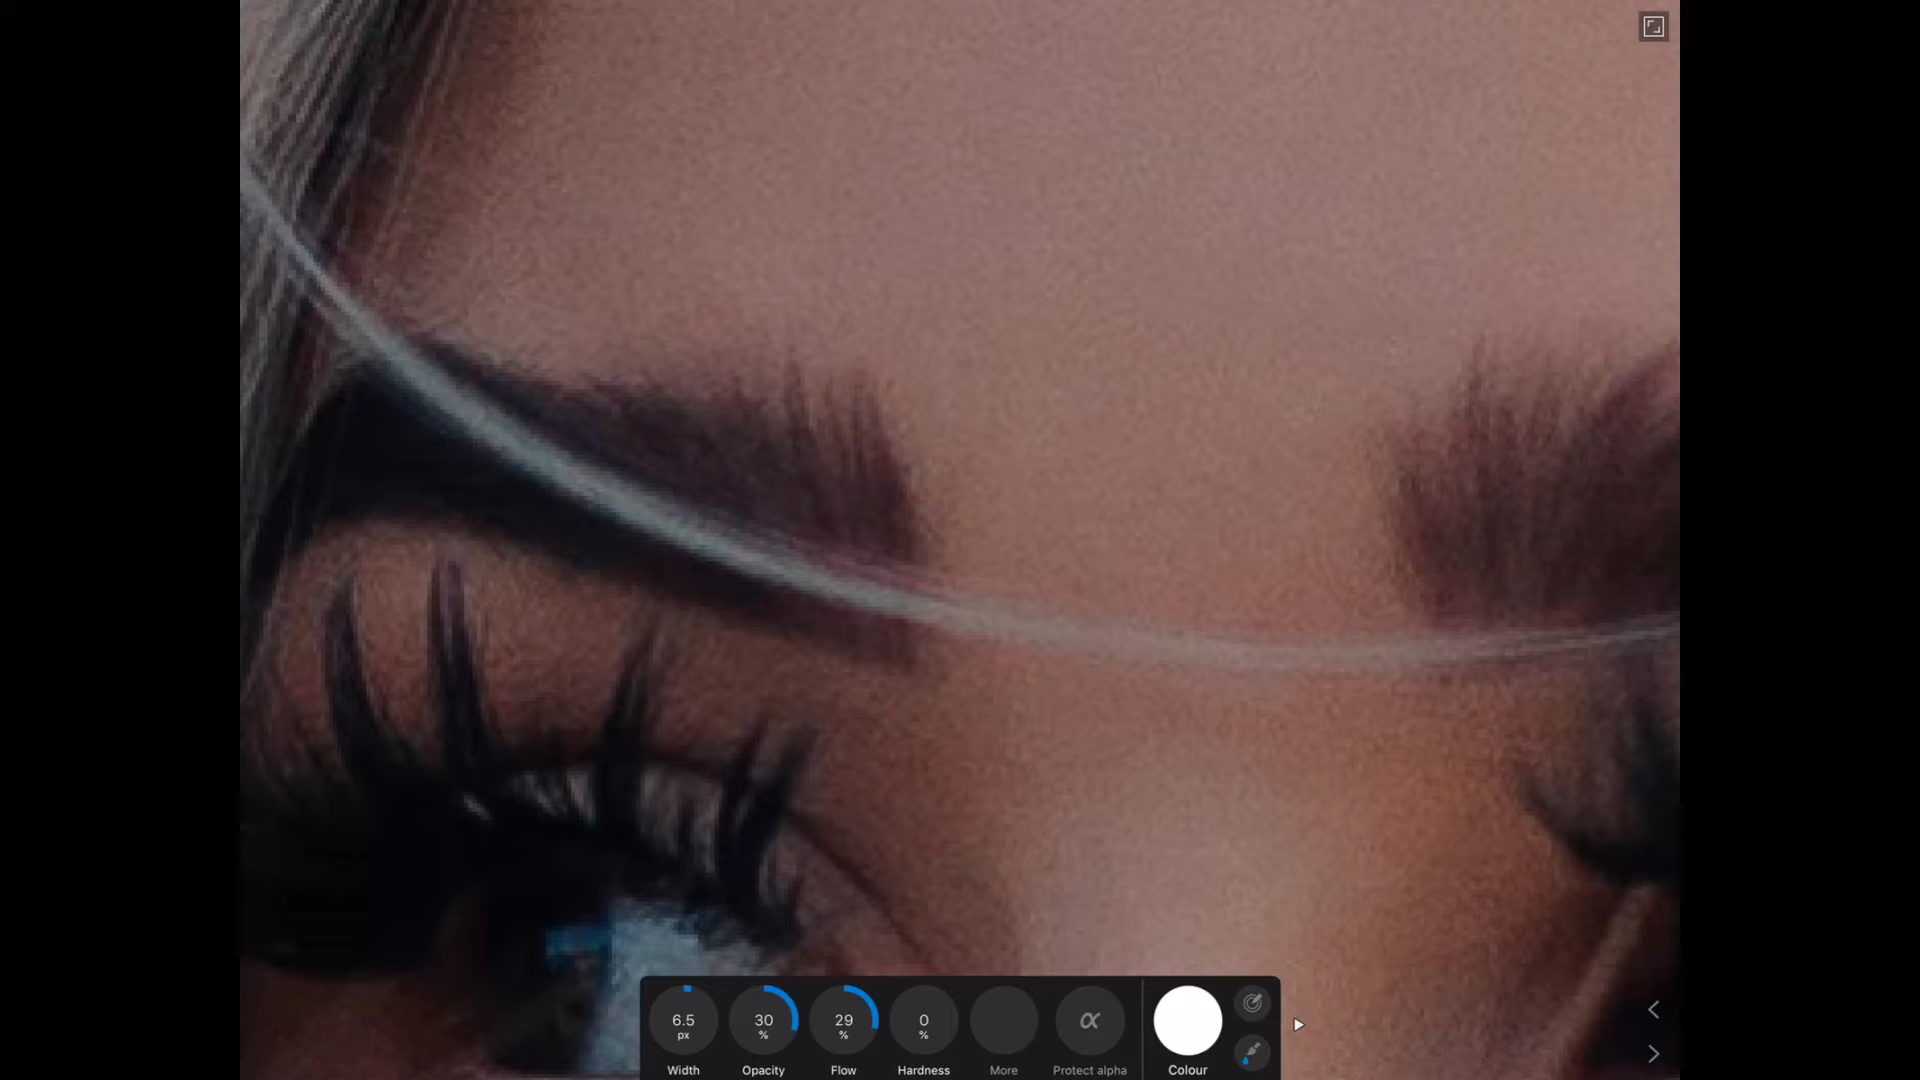 6.5 30 29 0 α
px % % %
Width Opacity Flow Hardness More Protect alpha Colour